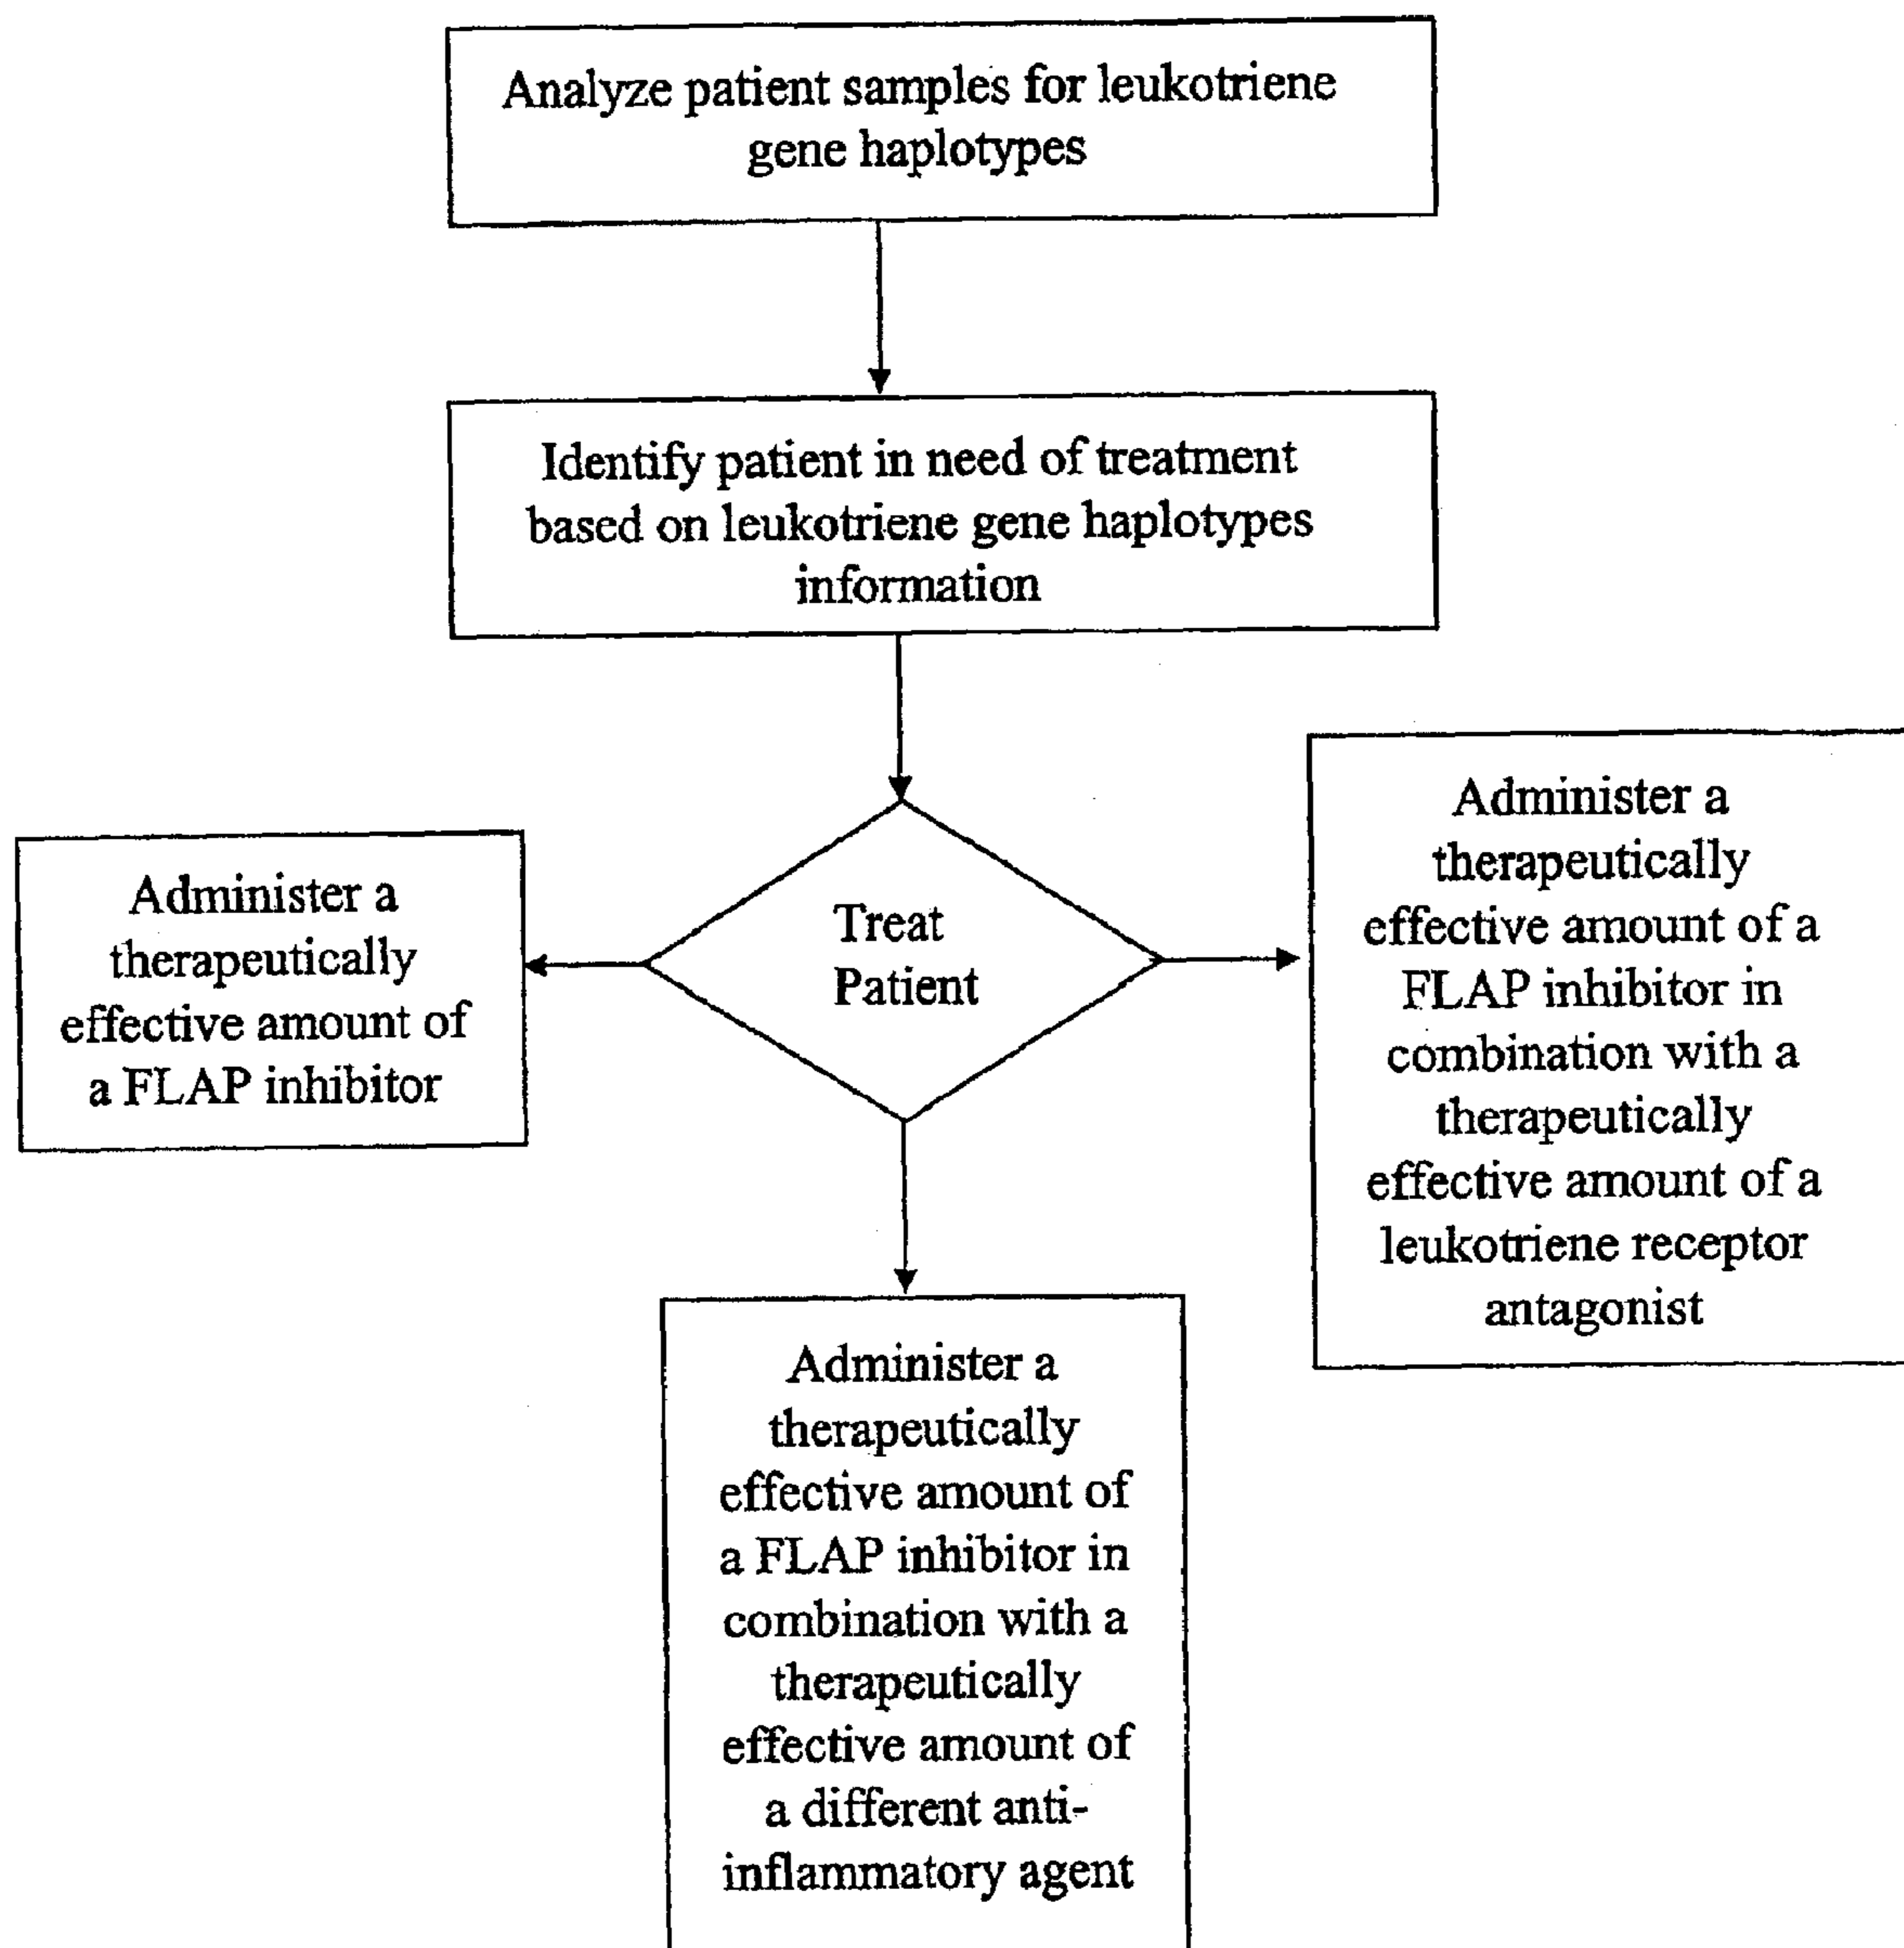 Analyze patient samples for leukotriene
gene haplotypes
Identify patient in need of treatment
based on leukotriene gene haplotypes
information
Treat
Patient
Administer a
therapeutically
effective amount of
a FLAP inhibitor
Administer a
therapeutically
effective amount of a
FLAP inhibitor in
combination with a
therapeutically
effective amount of a
leukotriene receptor
antagonist
Administer a
therapeutically
effective amount of
a FLAP inhibitor in
combination with a
therapeutically
effective amount of
a different anti-
inflammatory agent